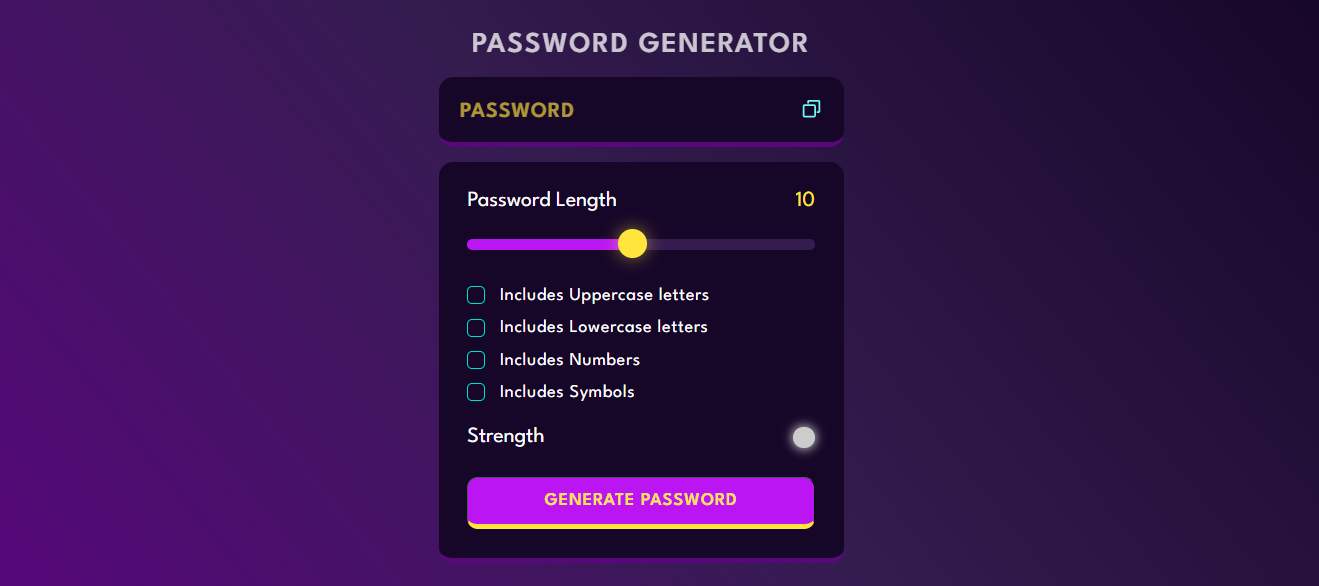 PASSWORD GENERATOR
PASSWORD
Password Length 10
Includes Uppercase letters
Includes Lowercase letters
Includes Numbers
Includes Symbols
Strength
GENERATE PASSWORD